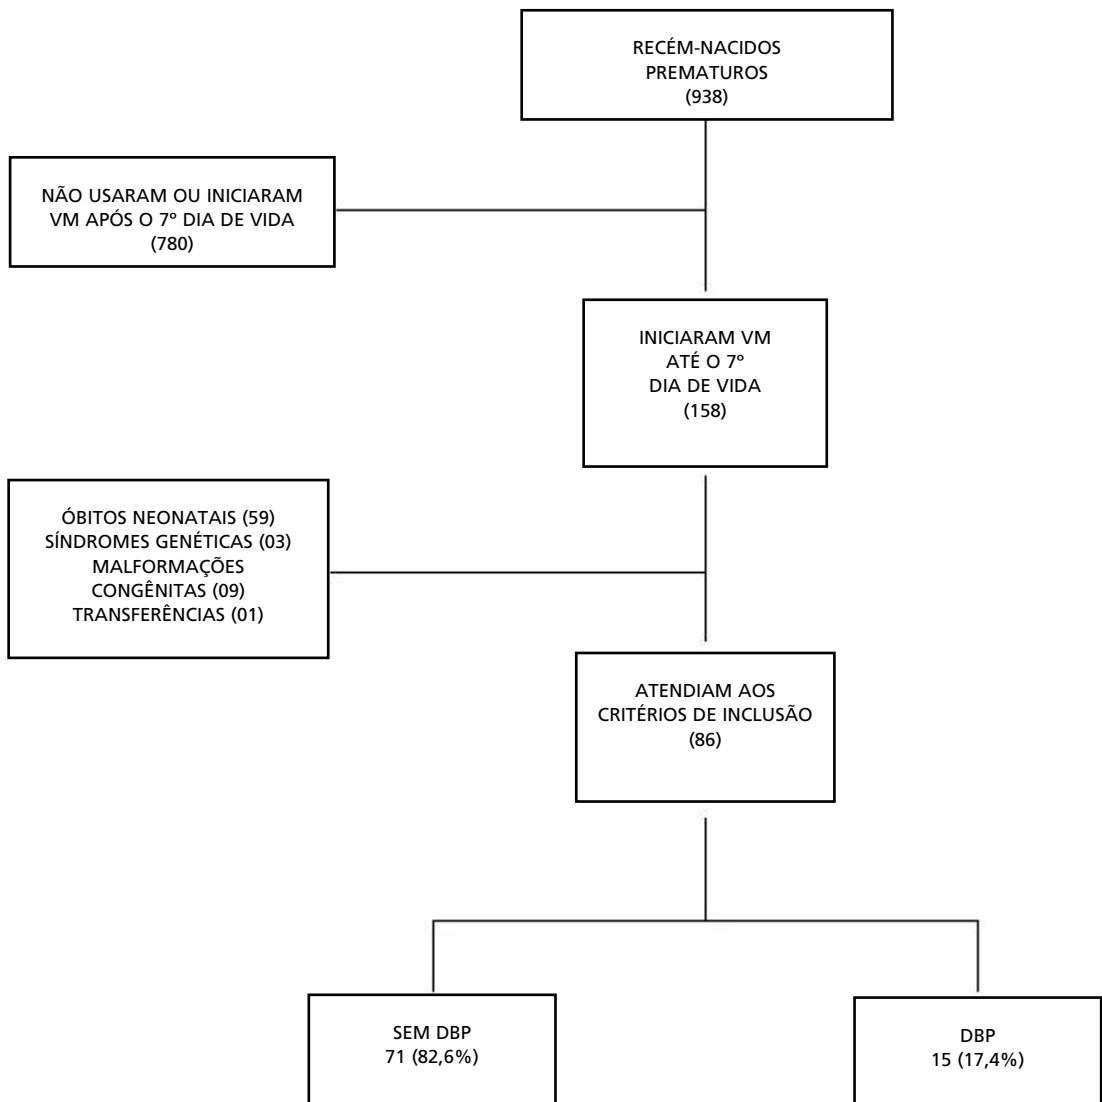 RECÉM-NACIDOS
PREMATUROS
(938)
NÃO USARAM OU INICIARAM
VM APÓS O 7º DIA DE VIDA
(780)
INICIARAM VM
ATÉ O 7º
DIA DE VIDA
(158)
ÓBITOS NEONATAIS (59)
SÍNDROMES GENÉTICAS (03)
MALFORMAÇÕES
CONGÊNITAS (09)
TRANSFERÊNCIAS (01)
ATENDIAM AOS
CRITÉRIOS DE INCLUSÃO
(86)
SEM DBP
71 (82,6%)
DBP
15 (17,4%)